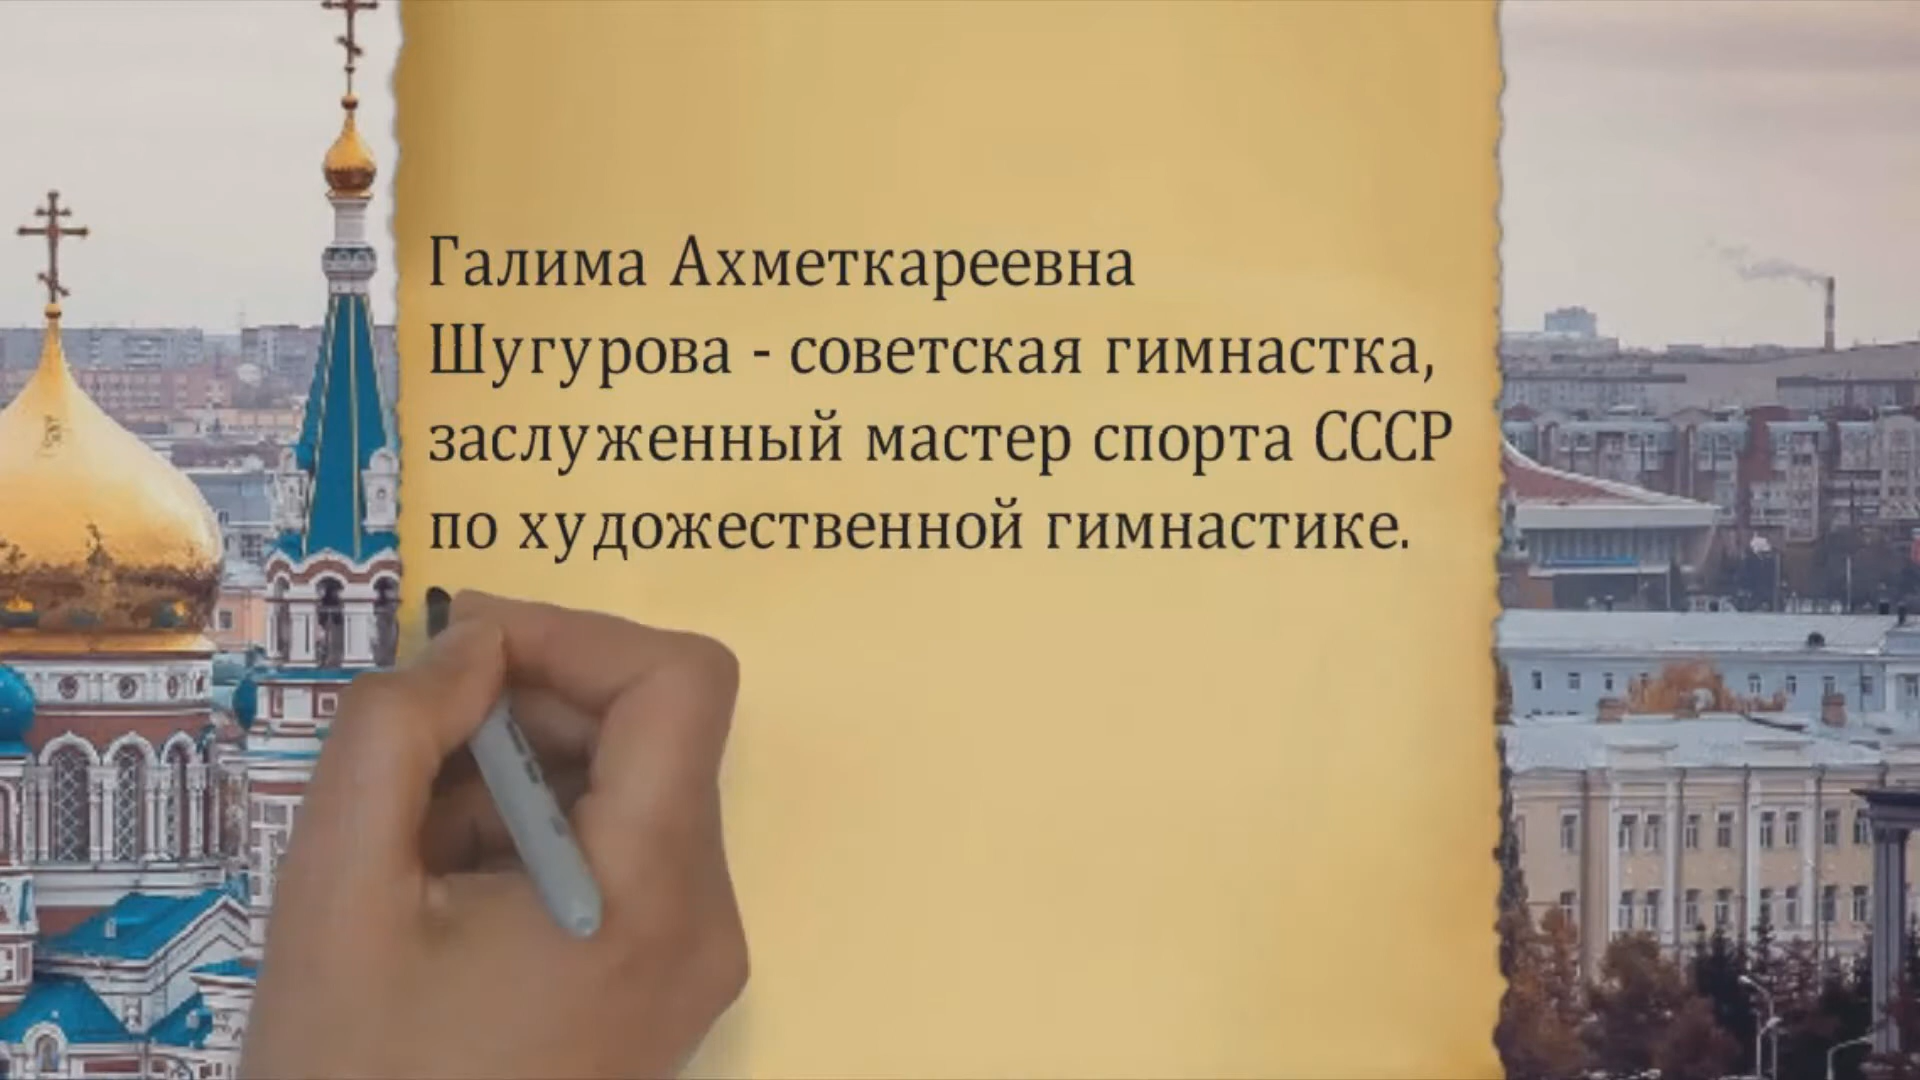 Галима Ахметкареевна
Шугурова - советская гимнастка,
заслуженный мастер спорта СССР
по художественной гимнастике.